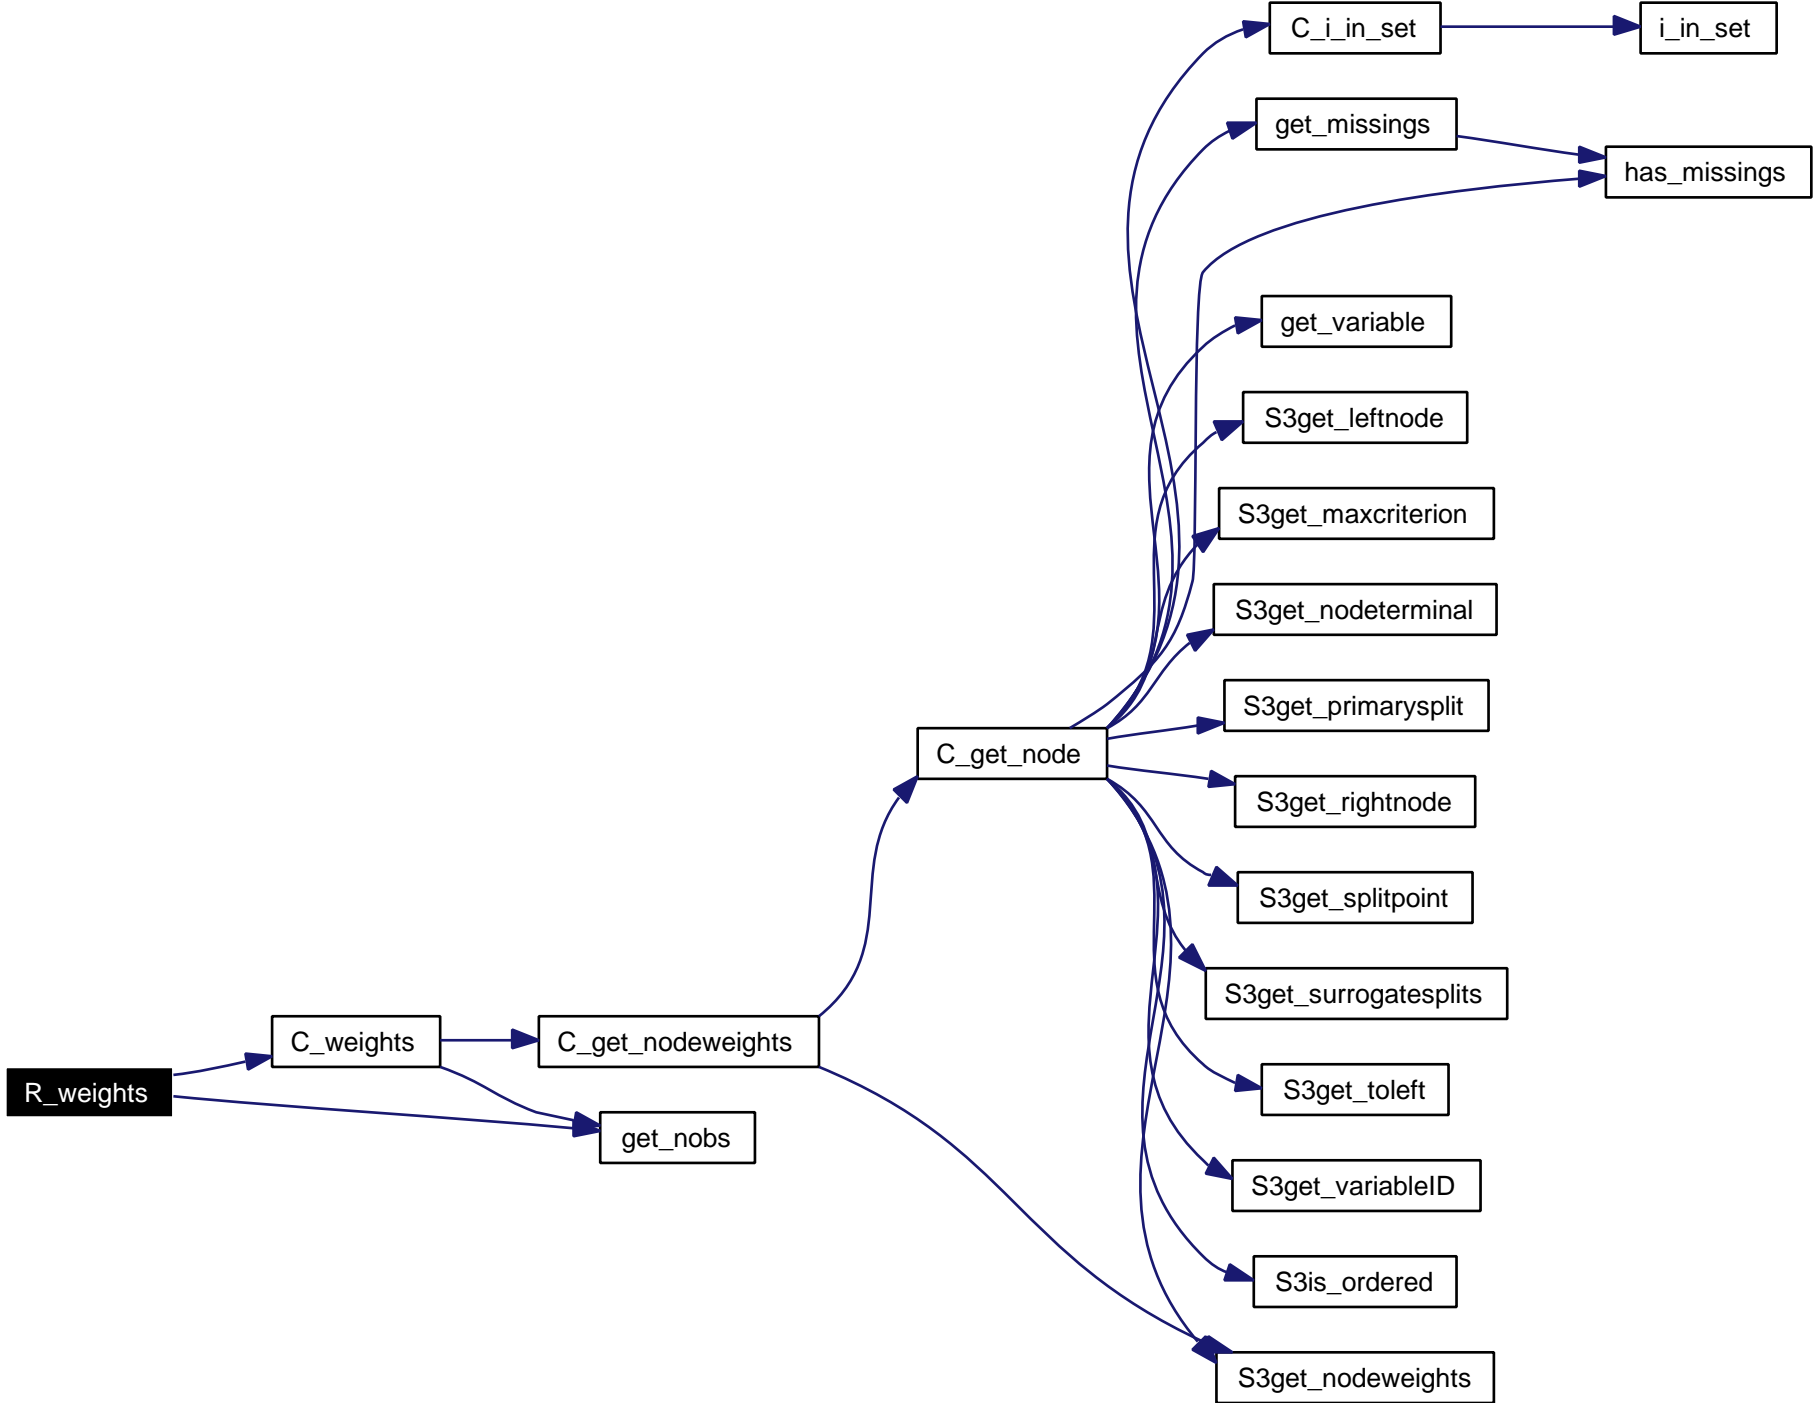 C_i_in_set
i_in_set
get_missings
has_missings
get_variable
S3get_leftnode
S3get_maxcriterion
S3get_nodeterminal
S3get_primarysplit
C_get_node
S3get_rightnode
S3get_splitpoint
S3get_surrogatesplits
C_weights
C_get_nodeweights
S3get_toleft
R_weights
get_nobs
S3get_variableID
S3is_ordered
S3get_nodeweights